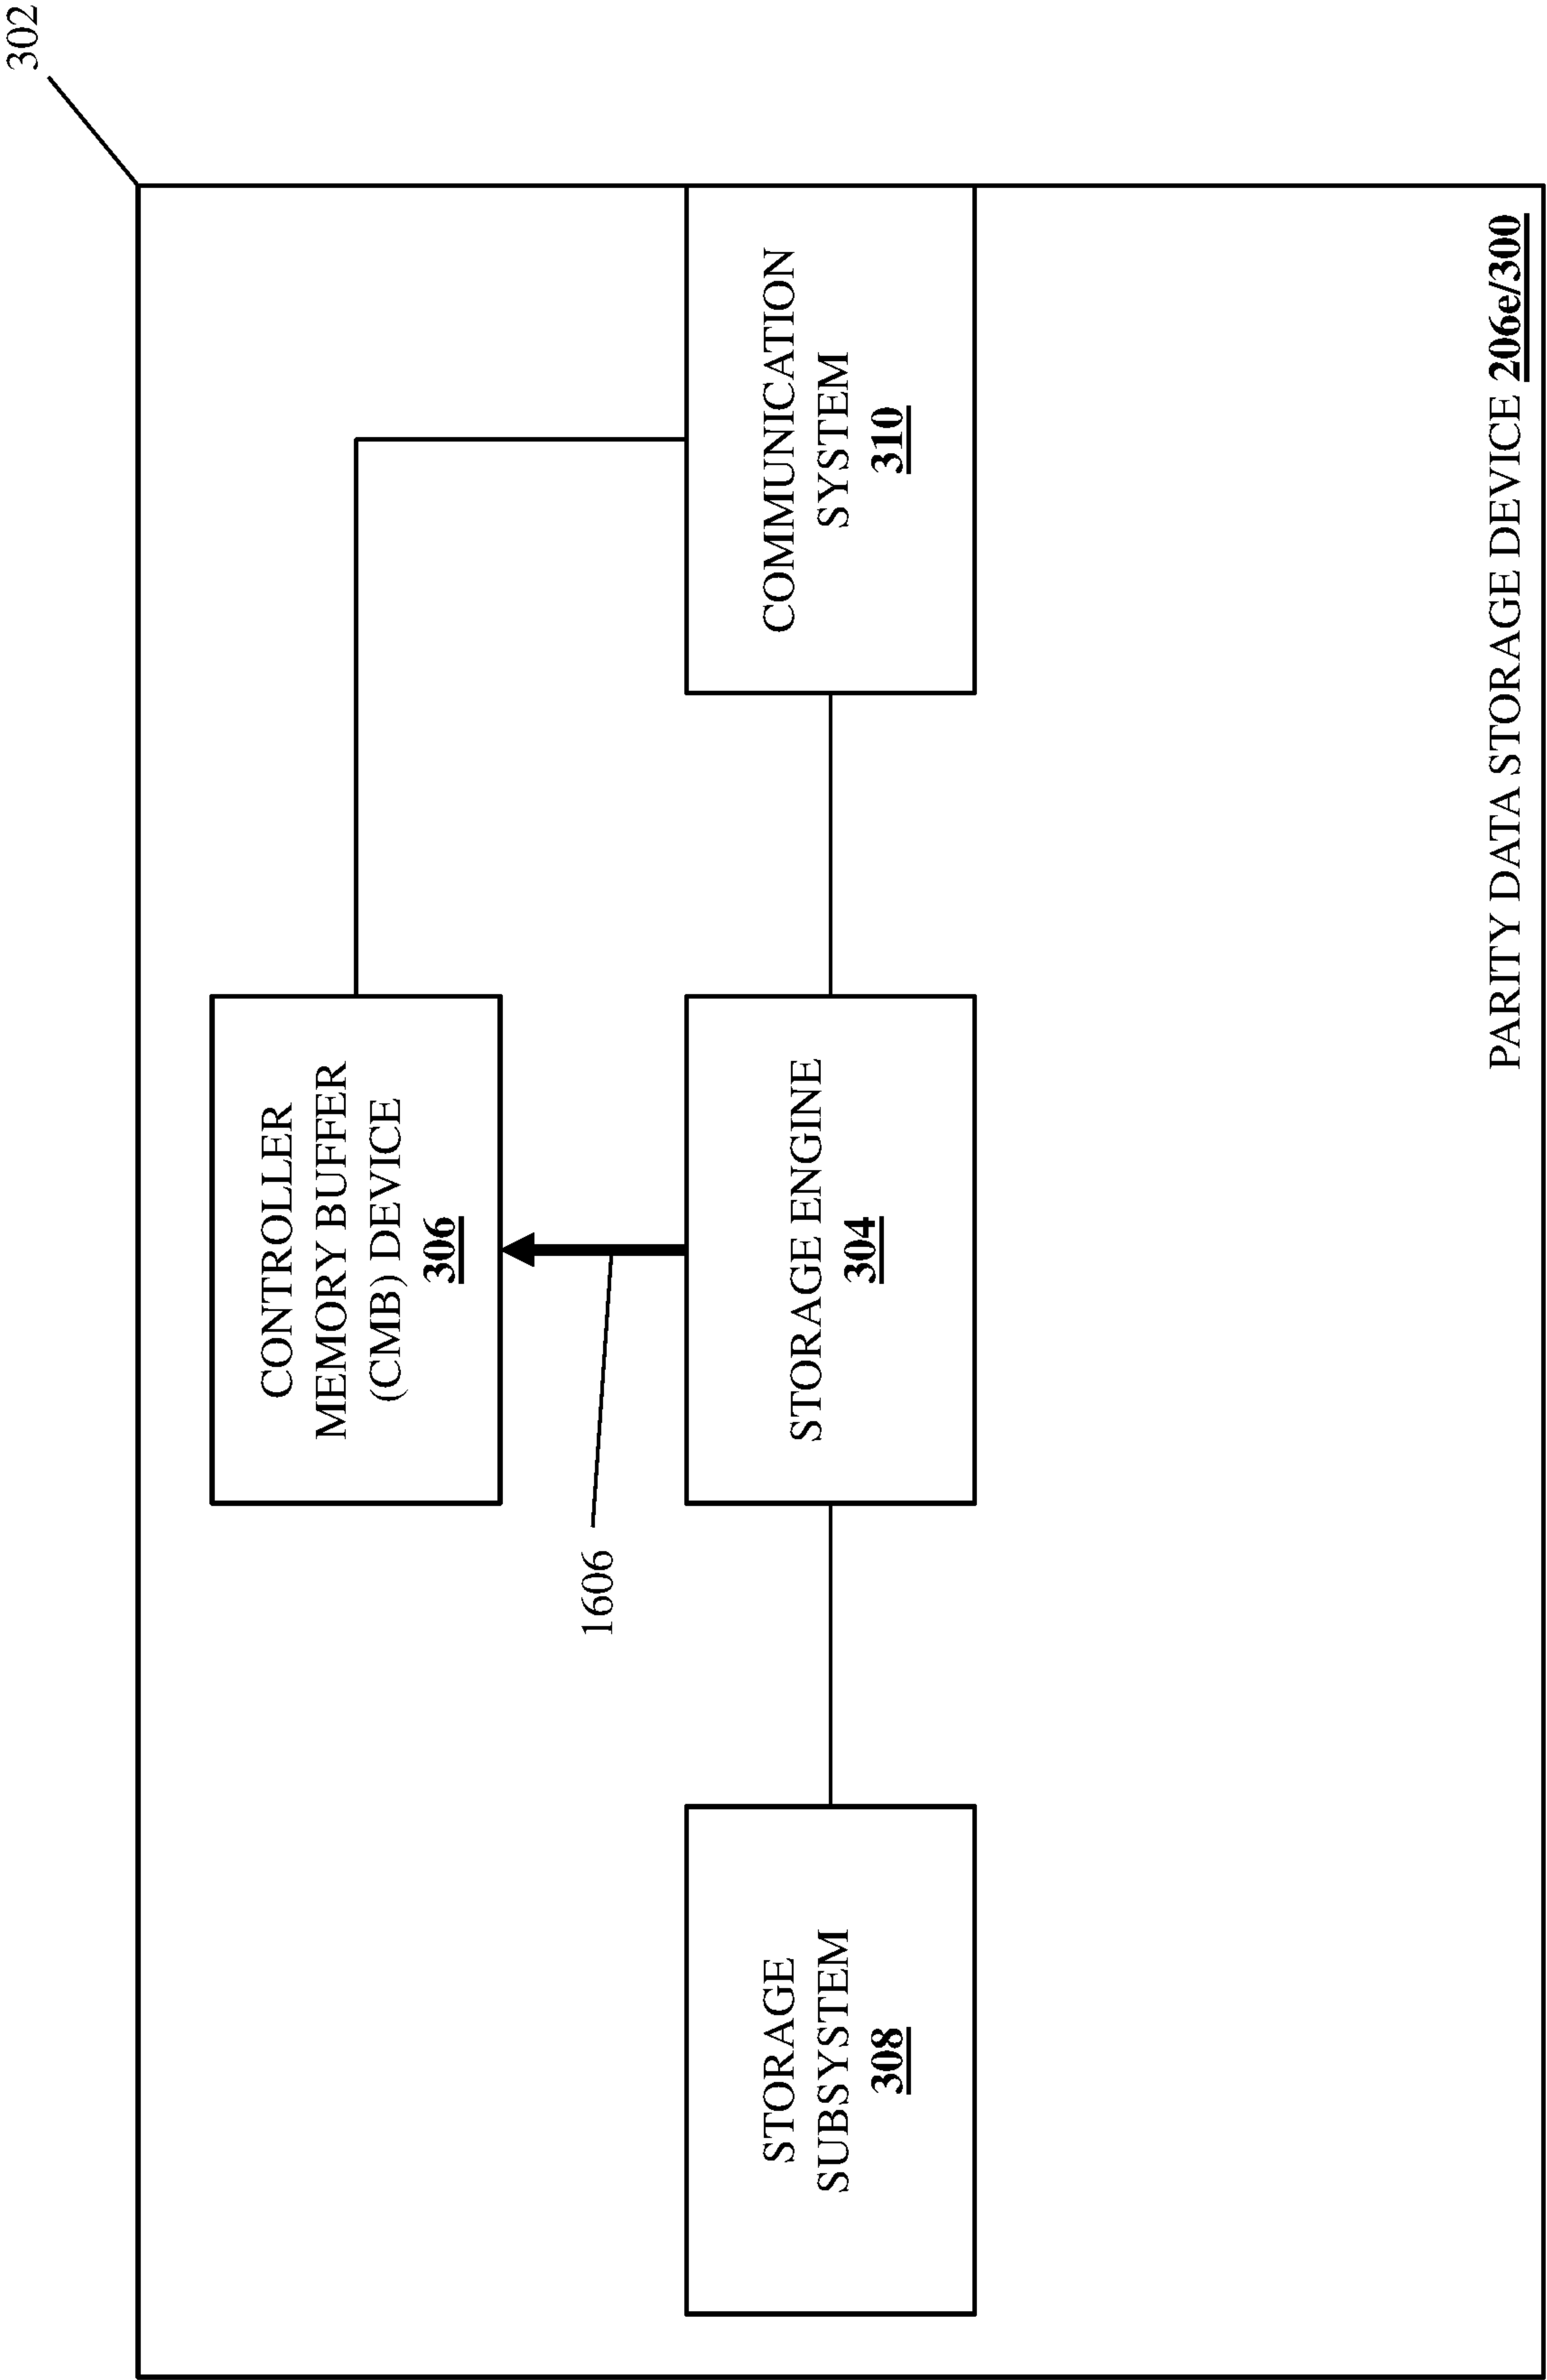 302
CONTROLLER
MEMORY BUFFER
(CMB) DEVICE
306
1606
STORAGE
SUBSYSTEM
308
STORAGE ENGINE
304
COMMUNICATION
SYSTEM
310
PARITY DATA STORAGE DEVICE 206e/300